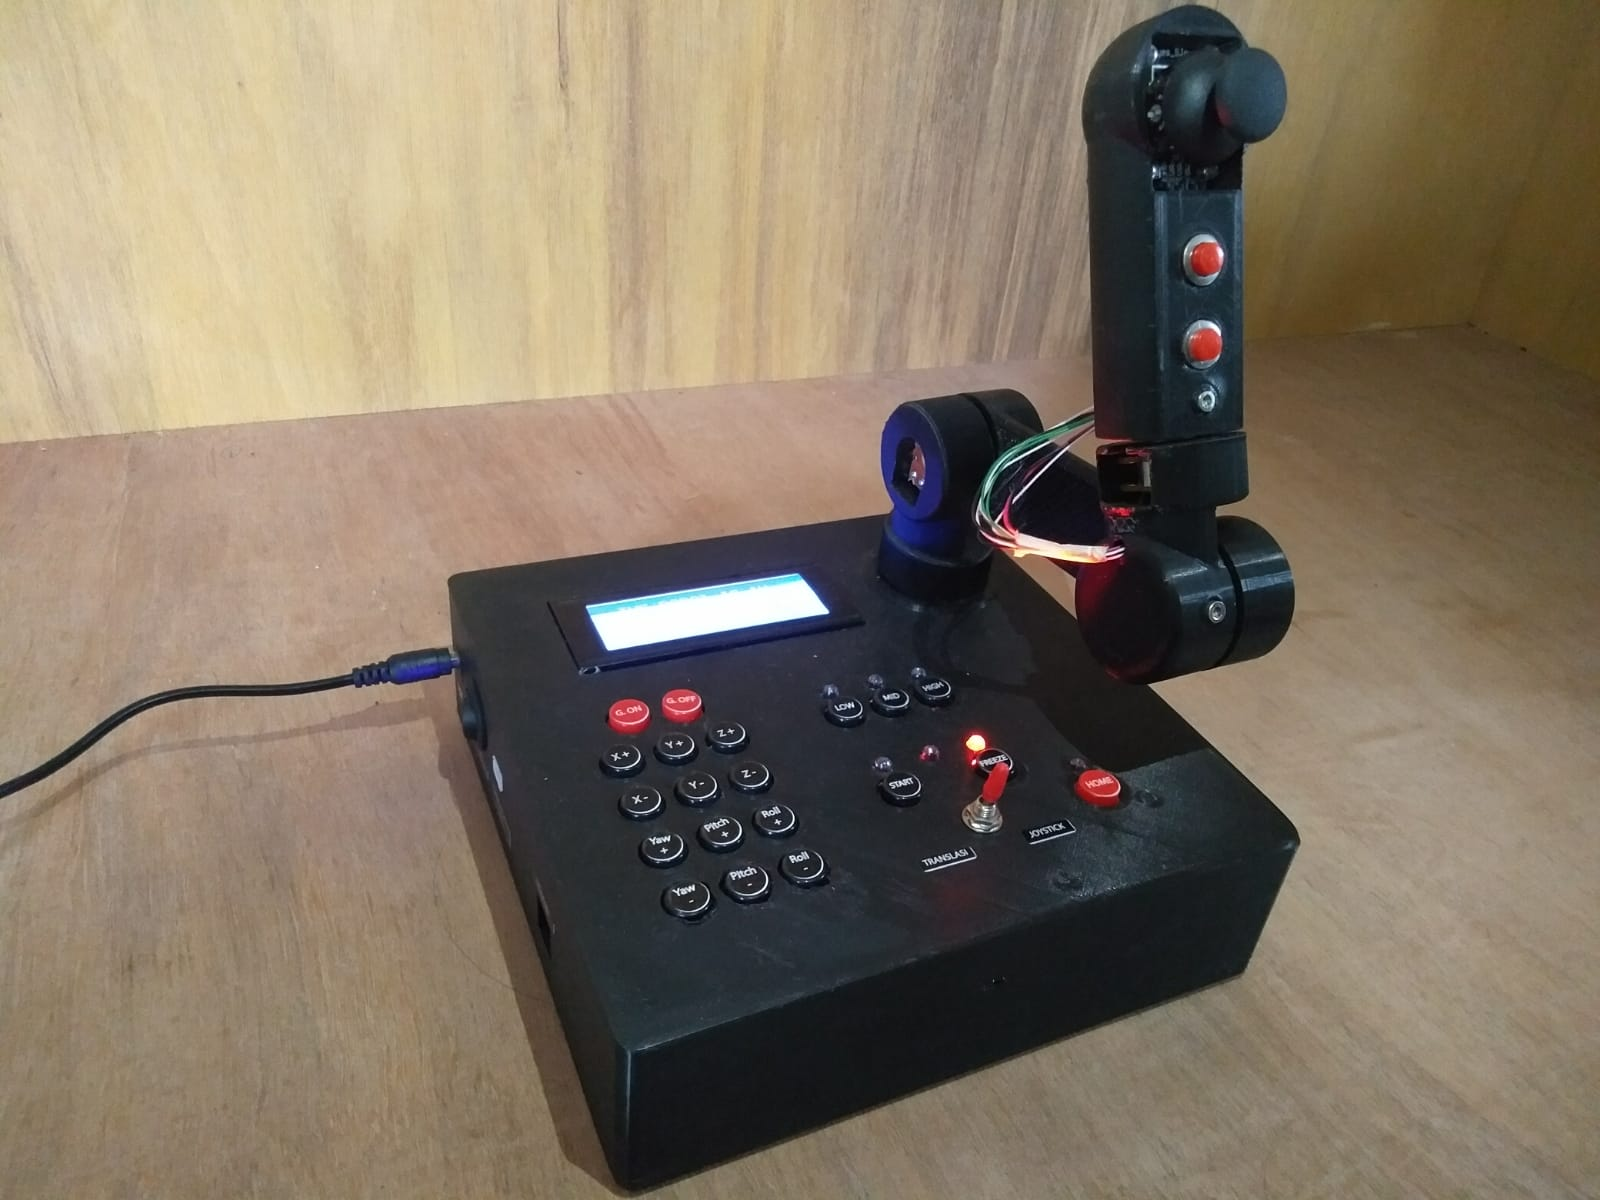 G. ON
G. OFF
X+
Y+
Z+
X-
Y-
Z-
Yaw
+
Pitch
+
Roll
+
Yaw
-
Pitch
-
Roll
-
LOW
MID
HIGH
START
FREEZE
HOME
TRANSLASI
JOYSTICK